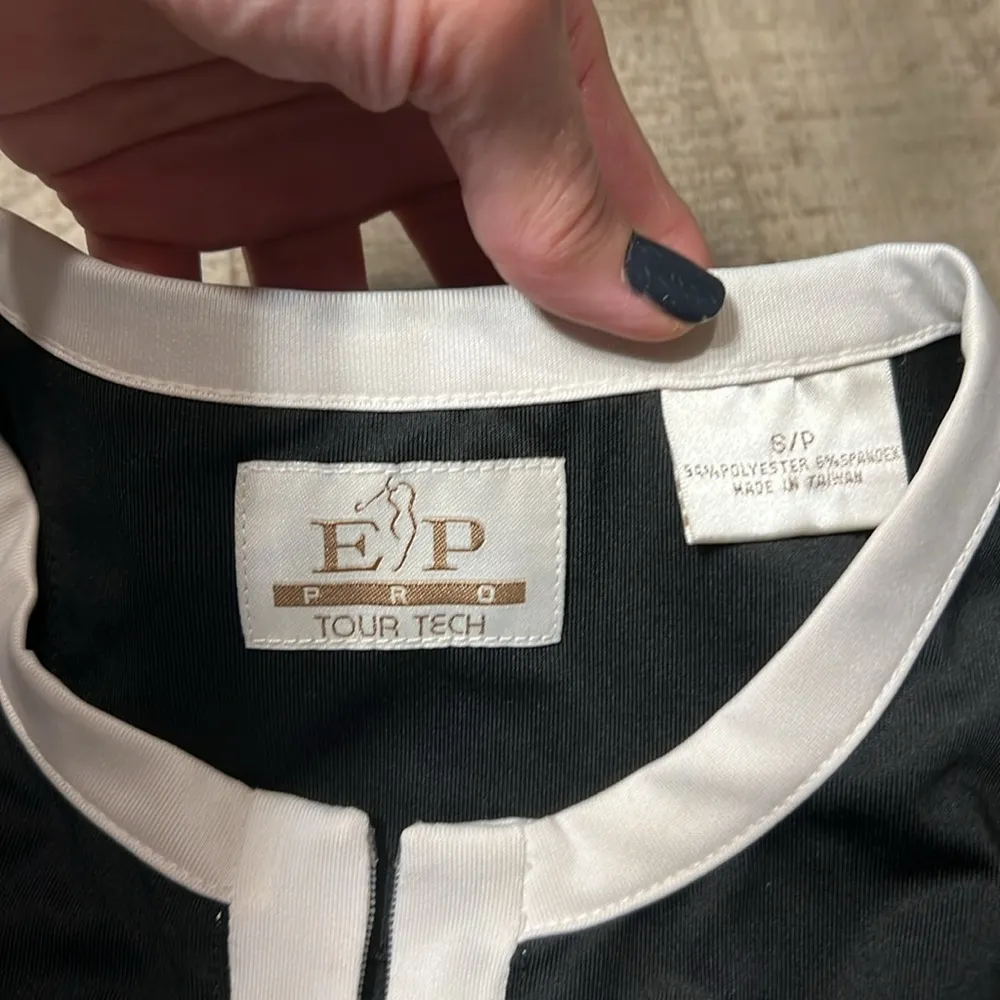 E P
PRO
TOUR TECH
S/P
94% POLYESTER 6% SPANDEX
MADE IN TAIWAN